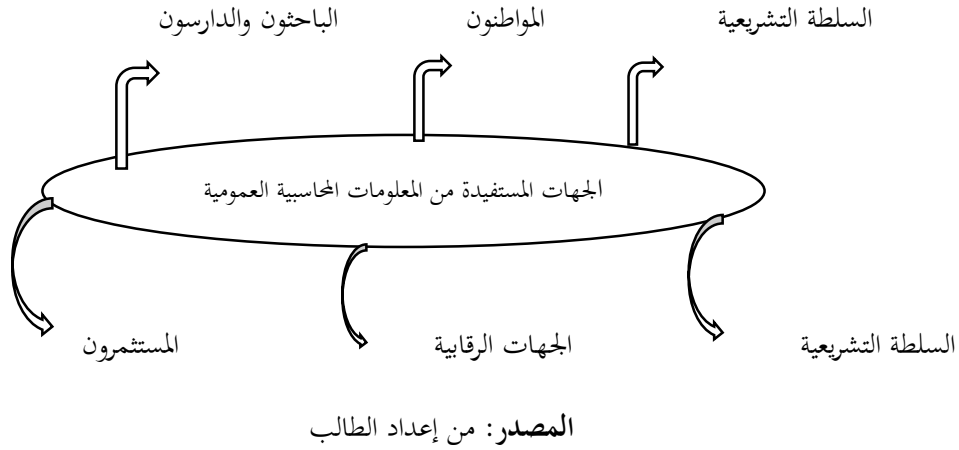 السلطة التشريعية
المواطنون
الباحثون والدارسون
الجهات المستفيدة من المعلومات المحاسبية العمومية
السلطة التشريعية
الجهات الرقابية
المستثمرون
المصدر: من إعداد الطالب